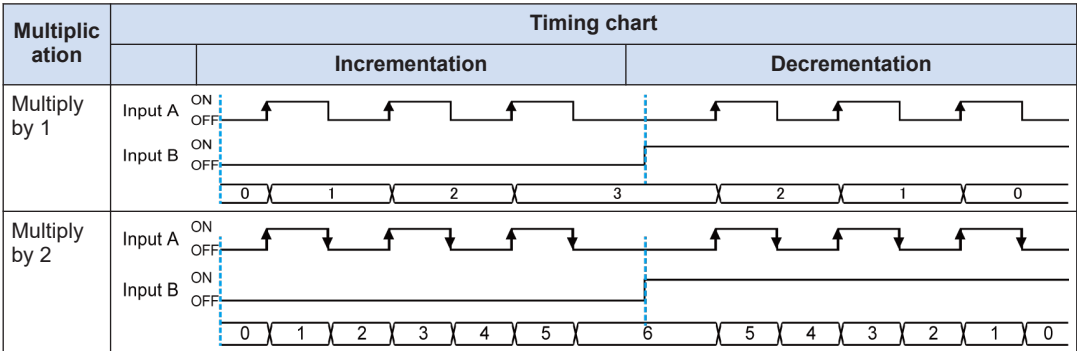 Multiplic
ation
Timing chart
Incrementation
Decrementation
Multiply
by 1
Input A
ON
OFF
Input B
ON
OFF
0 1 2 3 2 1 0
Multiply
by 2
Input A
ON
OFF
Input B
ON
OFF
0 1 2 3 4 5 6 5 4 3 2 1 0